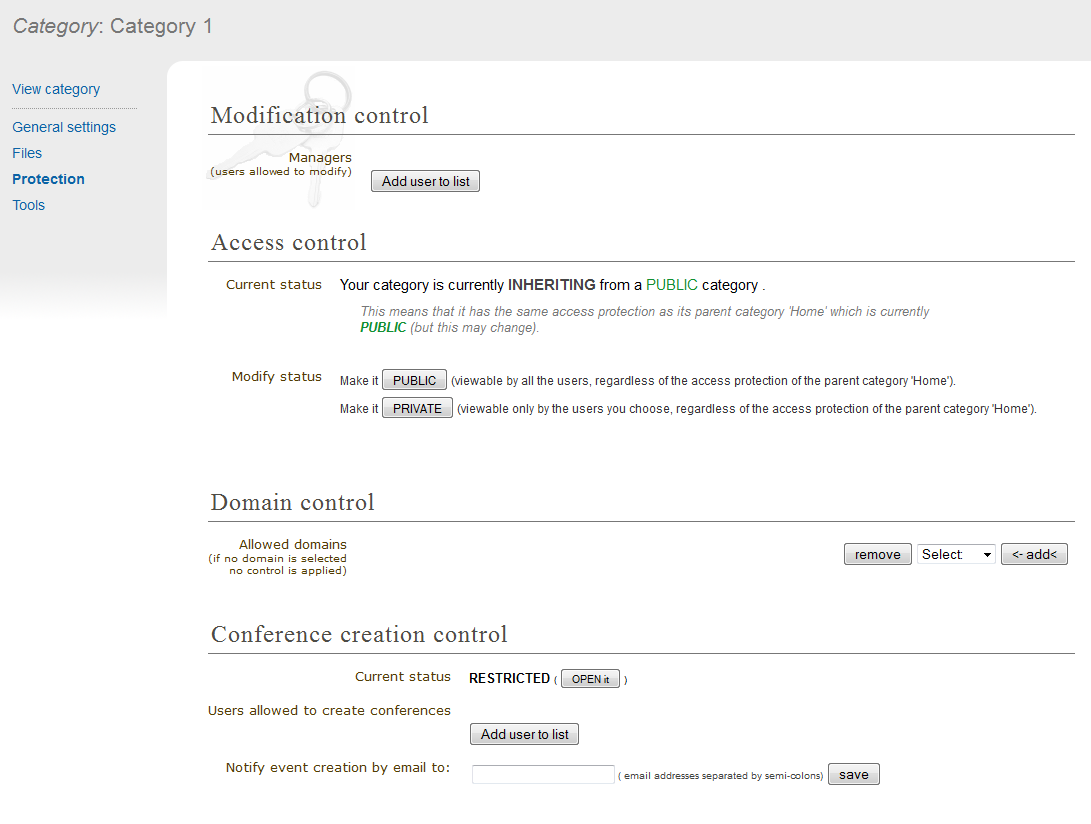 Category: Category 1
View category
General settings
Files
Protection
Tools
Modification control
Managers
(users allowed to modify)
Add user to list
Access control
Current status Your category is currently INHERITING from a PUBLIC category .
This means that it has the same access protection as its parent category 'Home' which is currently
PUBLIC (but this may change).
Modify status Make it PUBLIC (viewable by all the users, regardless of the access protection of the parent category 'Home').
Make it PRIVATE (viewable only by the users you choose, regardless of the access protection of the parent category 'Home').
Domain control
Allowed domains
(if no domain is selected
no control is applied)
remove Select: <- add<
Conference creation control
Current status RESTRICTED ( OPEN it )
Users allowed to create conferences
Add user to list
Notify event creation by email to: ( email addresses separated by semi-colons) save